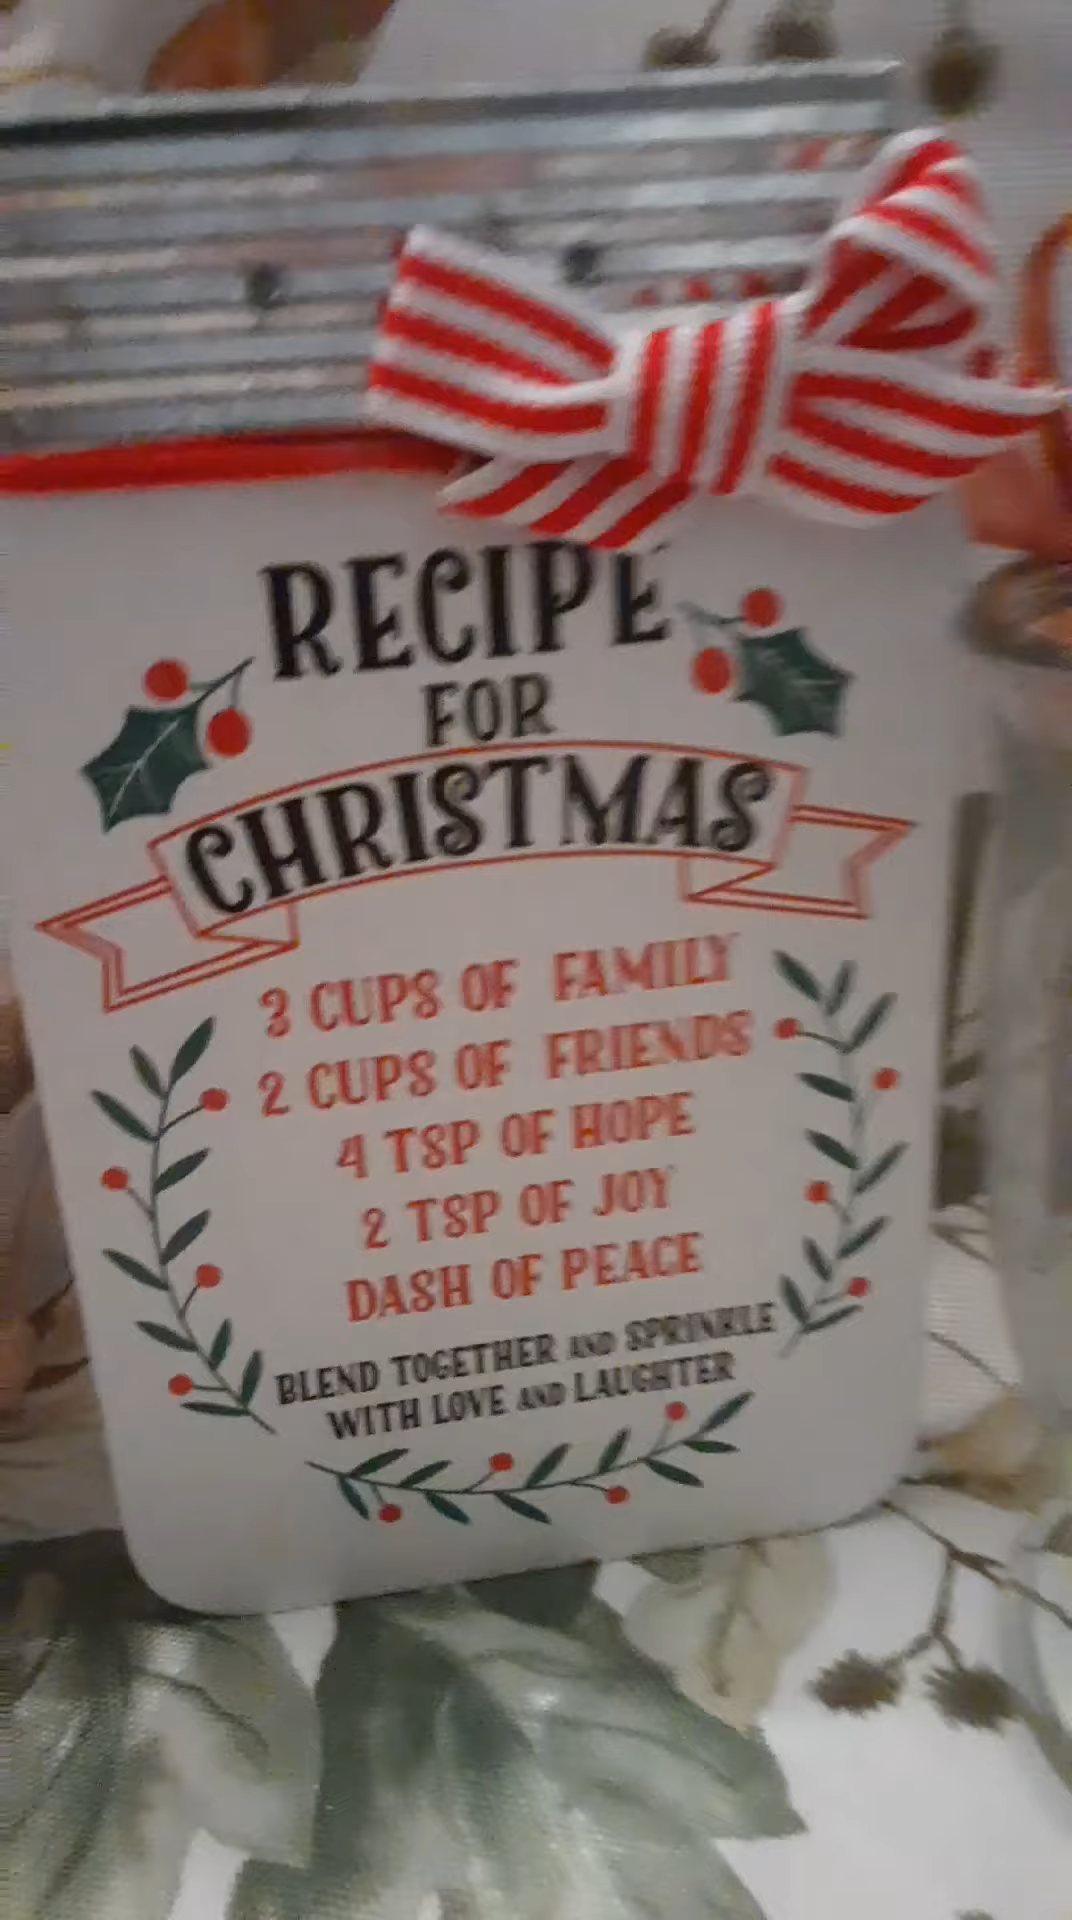 RECIPE
FOR
CHRISTMAS
3 CUPS OF FAMILY
2 CUPS OF FRIENDS
4 TSP OF HOPE
2 TSP OF JOY
DASH OF PEACE
BLEND TOGETHER AND SPRINKLE
WITH LOVE AND LAUGHTER